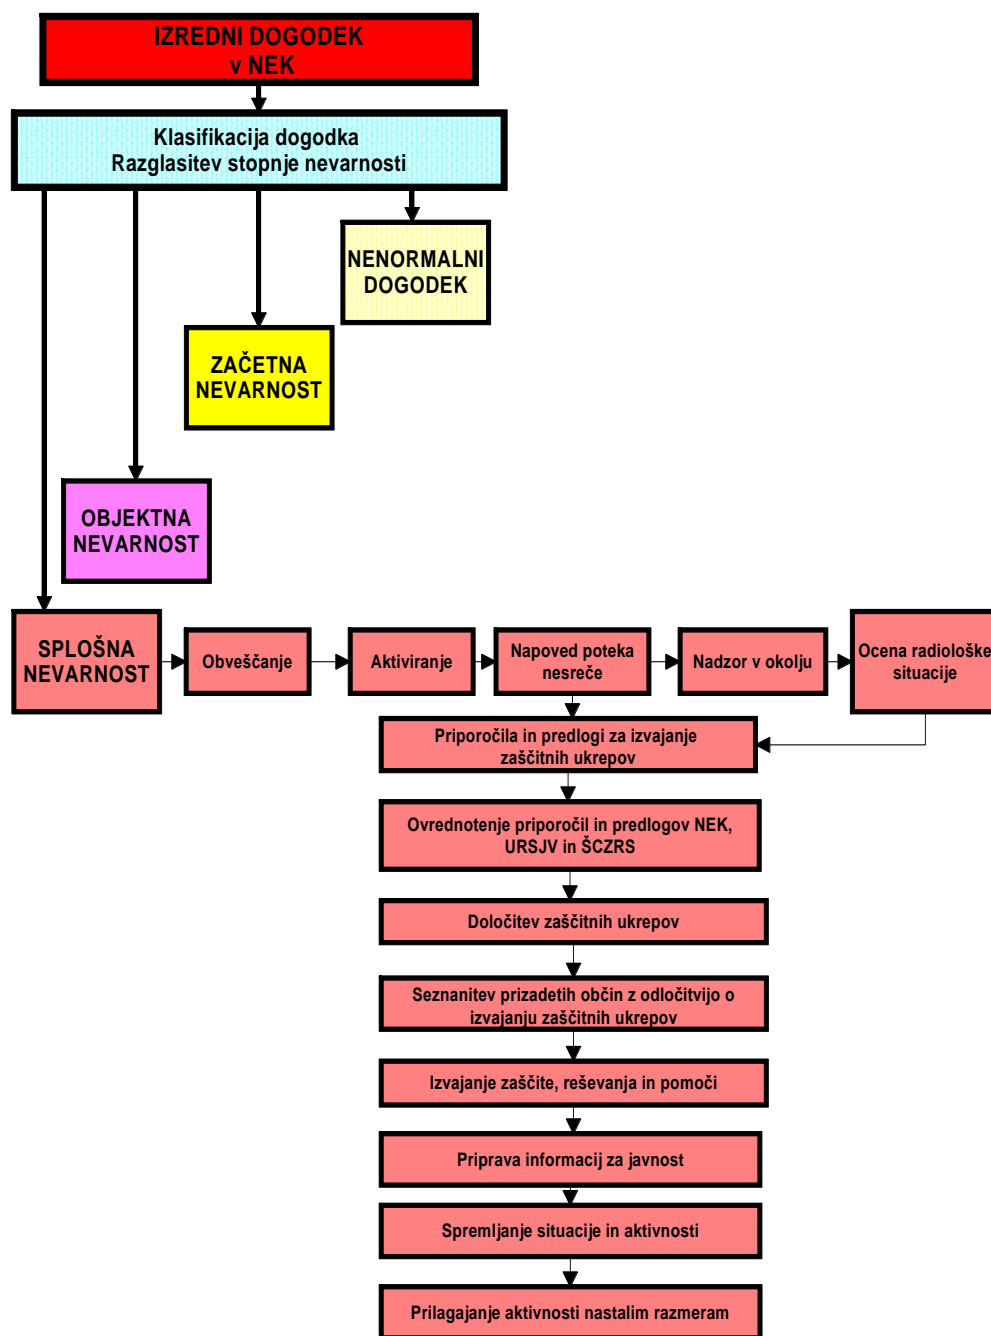 IZREDNI DOGODEK
v NEK
Klasifikacija dogodka
Razglasitev stopnje nevarnosti
NENORMALNI
DOGODEK
ZAČETNA
NEVARNOST
OBJEKTNA
NEVARNOST
SPLOŠNA
NEVARNOST
Obveščanje
Aktiviranje
Napoved poteka
nesreče
Nadzor v okolju
Ocena radiološke
situacije
Priporočila in predlogi za izvajanje
zaščitnih ukrepov
Ovrednotenje priporočil in predlogov NEK,
URSJV in ŠCZRS
Določitev zaščitnih ukrepov
Seznanitev prizadetih občin z odločitvijo o
izvajanju zaščitnih ukrepov
Izvajanje zaščite, reševanja in pomoči
Priprava informacij za javnost
Spremljanje situacije in aktivnosti
Prilagajanje aktivnosti nastalim razmeram